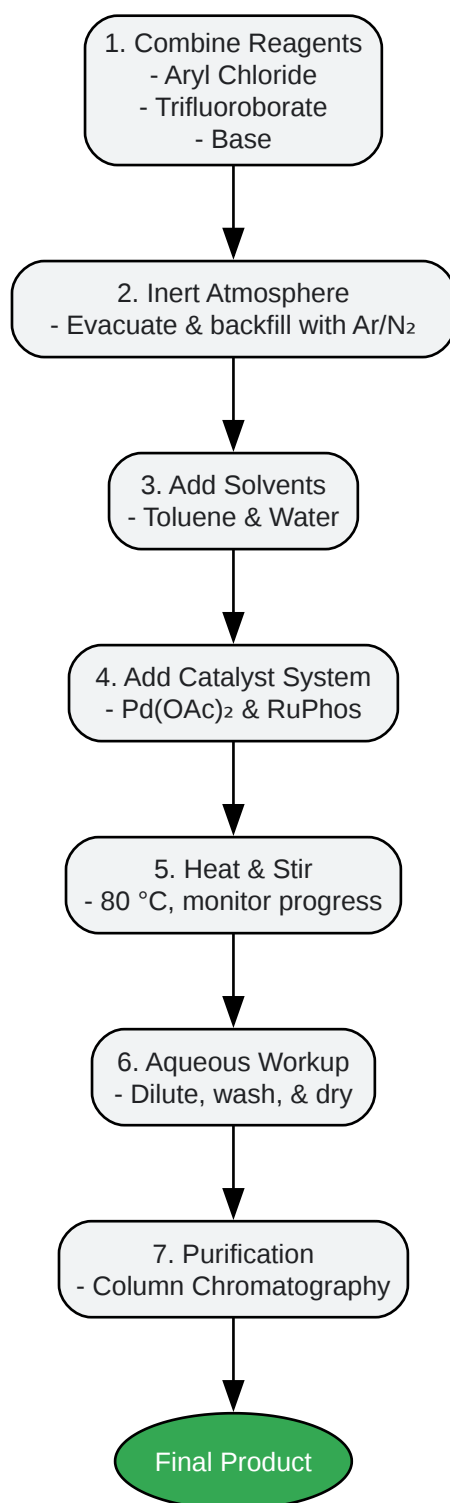 1. Combine Reagents
- Aryl Chloride
- Trifluoroborate
- Base
2. Inert Atmosphere
- Evacuate & backfill with Ar/N₂
3. Add Solvents
- Toluene & Water
4. Add Catalyst System
- Pd(OAc)₂ & RuPhos
5. Heat & Stir
- 80 °C, monitor progress
6. Aqueous Workup
- Dilute, wash, & dry
7. Purification
- Column Chromatography
Final Product